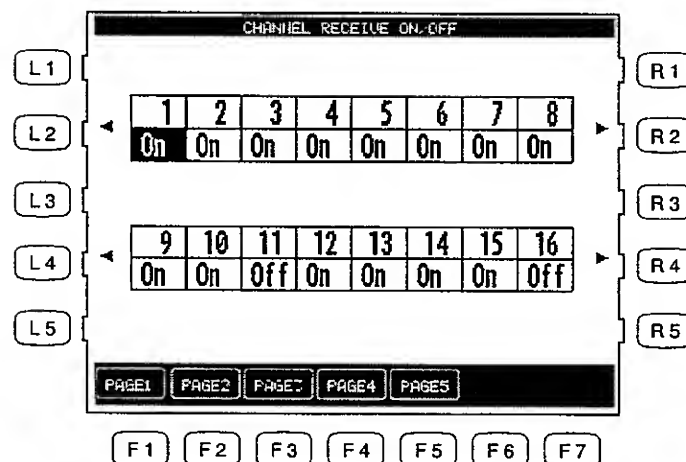 CHANNEL RECEIVE ON/OFF
L1 R1
1 2 3 4 5 6 7 8
L2 R2
On On On On On On On On
L3 R3
9 10 11 12 13 14 15 16
L4 R4
On On Off On On On On Off
L5 R5
PAGE1 PAGE2 PAGE3 PAGE4 PAGE5
F1 F2 F3 F4 F5 F6 F7